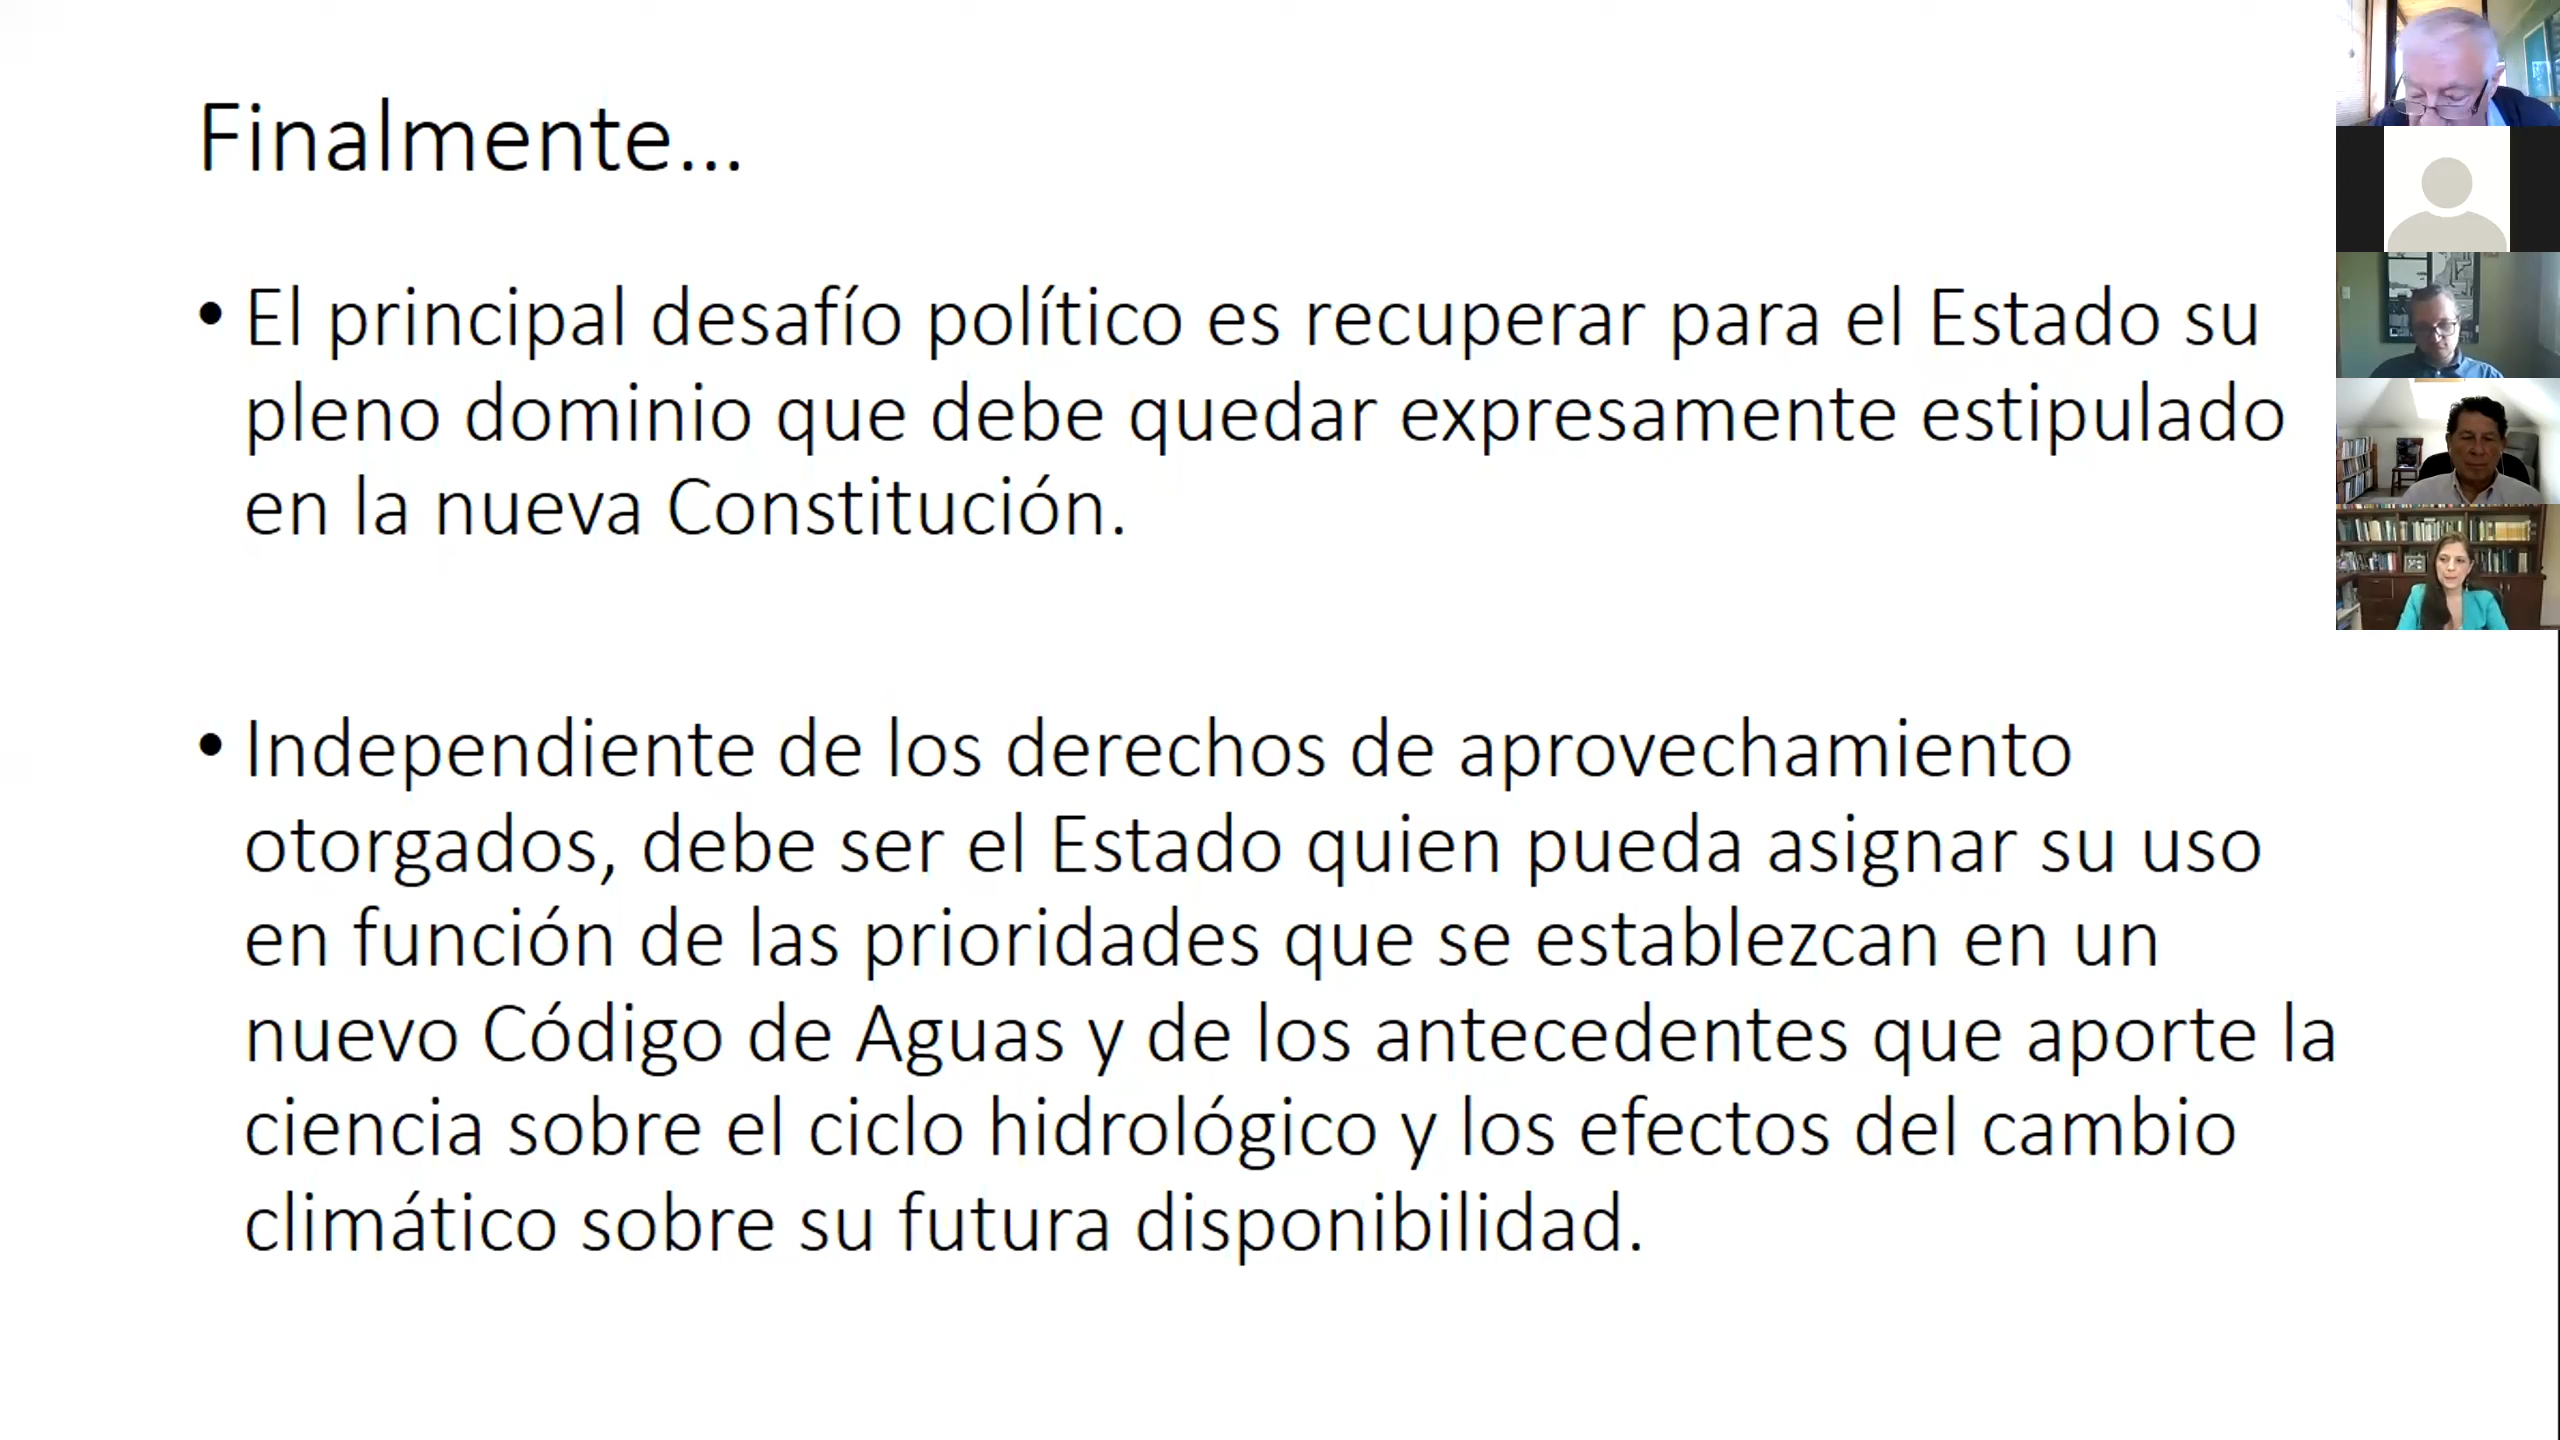 Finalmente...
• El principal desafío político es recuperar para el Estado su
pleno dominio que debe quedar expresamente estipulado
en la nueva Constitución.
• Independiente de los derechos de aprovechamiento
otorgados, debe ser el Estado quien pueda asignar su uso
en función de las prioridades que se establezcan en un
nuevo Código de Aguas y de los antecedentes que aporte la
ciencia sobre el ciclo hidrológico y los efectos del cambio
climático sobre su futura disponibilidad.